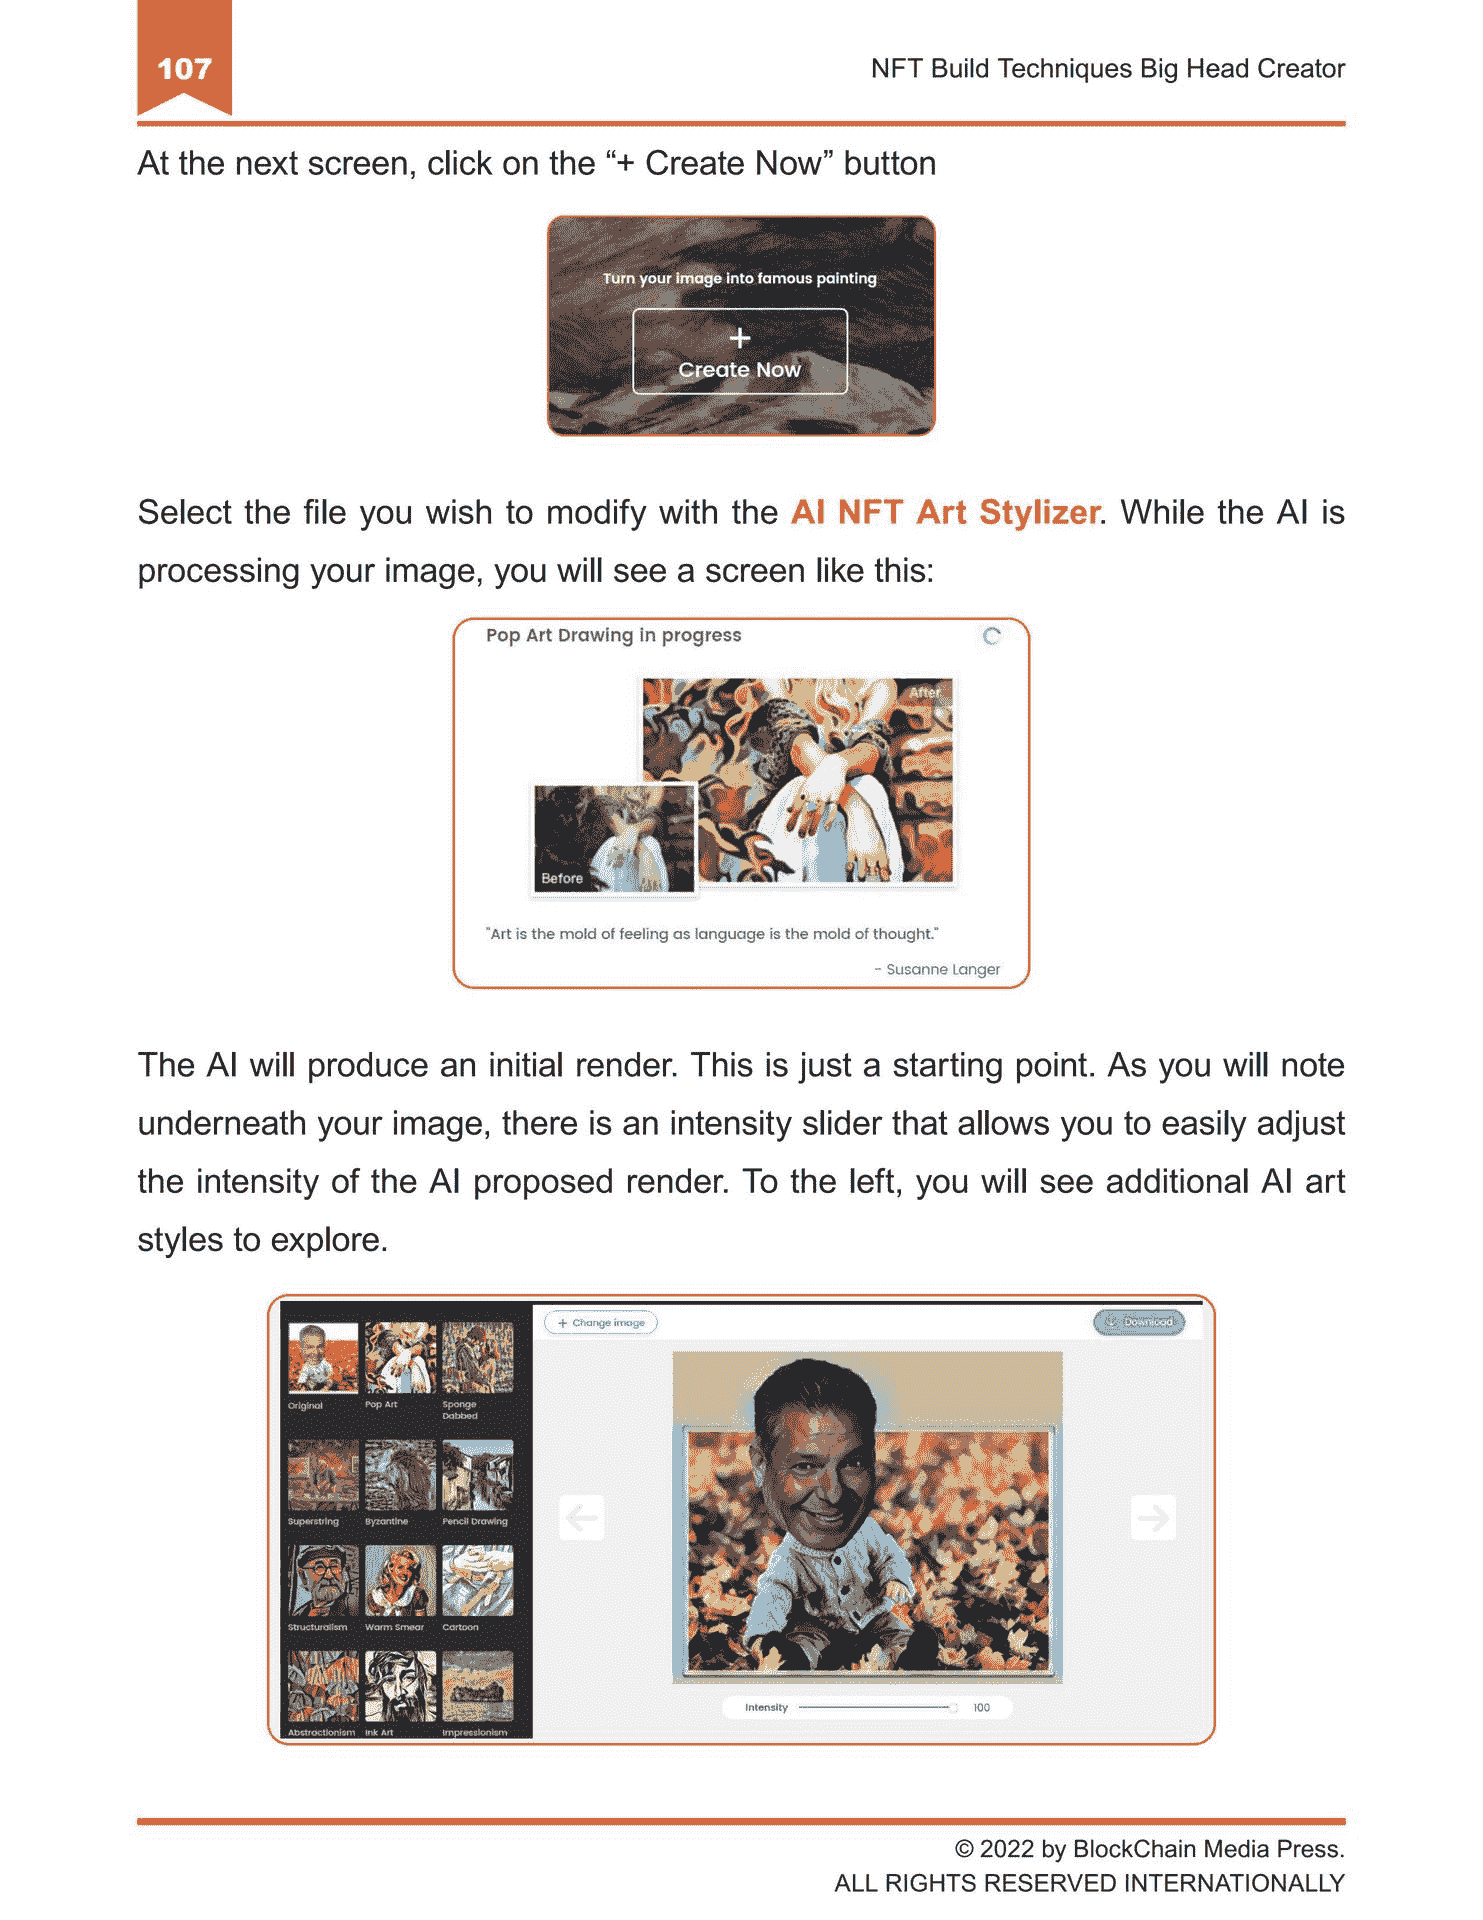 107
NFT Build Techniques Big Head Creator
At the next screen, click on the “+ Create Now” button
Turn your image into famous painting
+
Create Now
Select the file you wish to modify with the AI NFT Art Stylizer. While the AI is
processing your image, you will see a screen like this:
Pop Art Drawing in progress
After
Before
"Art is the mold of feeling as language is the mold of thought."
- Susanne Langer
The AI will produce an initial render. This is just a starting point. As you will note
underneath your image, there is an intensity slider that allows you to easily adjust
the intensity of the AI proposed render. To the left, you will see additional AI art
styles to explore.
+ Change image
Download
Original
Pop Art
Sponge
Dabbed
Superstring
Byzantine
Pencil Drawing
Structuralism
Warm Smear
Cartoon
Abstractionism
Ink Art
Impressionism
Intensity
100
© 2022 by BlockChain Media Press.
ALL RIGHTS RESERVED INTERNATIONALLY